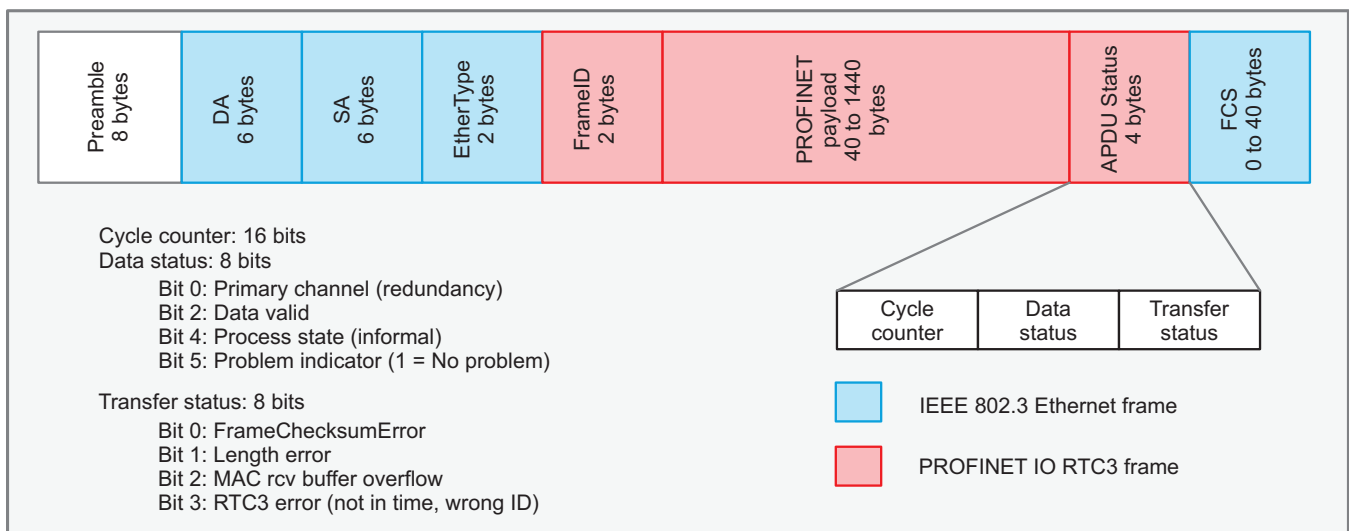 Preamble
8 bytes
DA
6 bytes
SA
6 bytes
EtherType
2 bytes
FrameID
2 bytes
PROFINET
payload
40 to 1440
bytes
APDU Status
4 bytes
FCS
0 to 40 bytes
Cycle counter: 16 bits
Data status: 8 bits
Bit 0: Primary channel (redundancy)
Bit 2: Data valid
Bit 4: Process state (informal)
Bit 5: Problem indicator (1 = No problem)
Transfer status: 8 bits
Bit 0: FrameChecksumError
Bit 1: Length error
Bit 2: MAC rcv buffer overflow
Bit 3: RTC3 error (not in time, wrong ID)
Cycle
counter
Data
status
Transfer
status
IEEE 802.3 Ethernet frame
PROFINET IO RTC3 frame